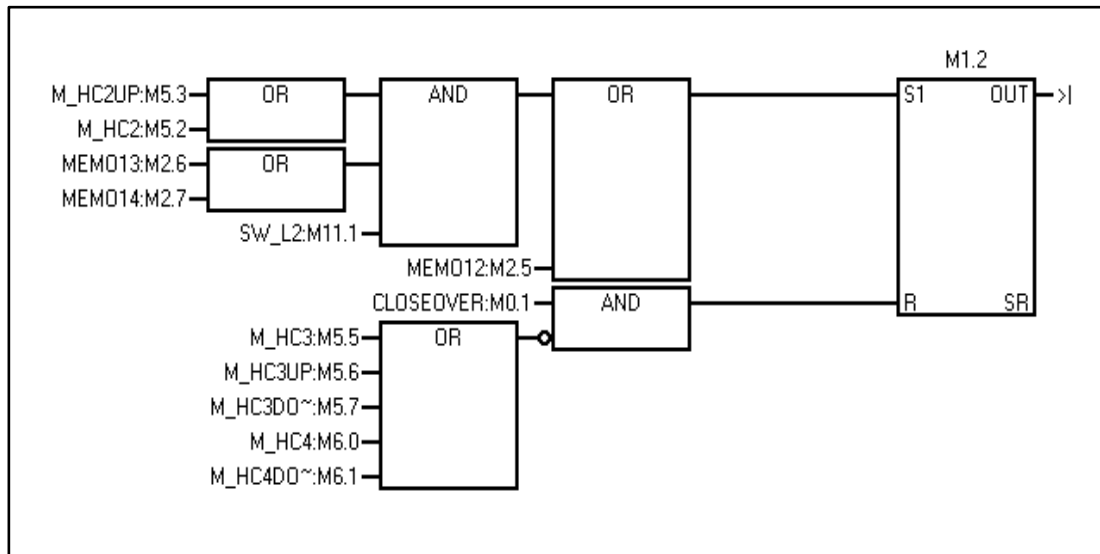 M1.2
M_HC2UP:M5.3 OR AND OR S1 OUT
M_HC2:M5.2
MEMO13:M2.6 OR
MEMO14:M2.7
SW_L2:M11.1
MEMO12:M2.5
CLOSEOVER:M0.1 AND R SR
M_HC3:M5.5 OR
M_HC3UP:M5.6
M_HC3DO~:M5.7
M_HC4:M6.0
M_HC4DO~:M6.1